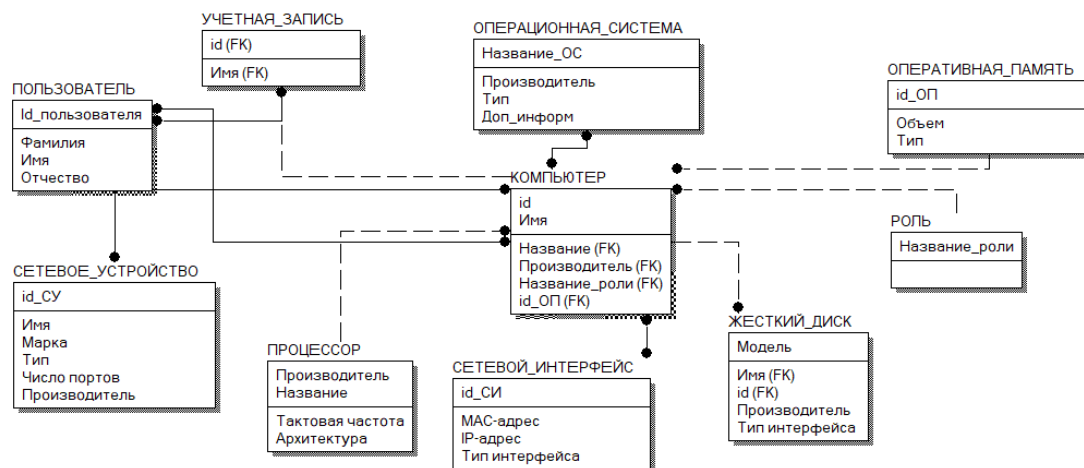 УЧЕТНАЯ_ЗАПИСЬ
id (FK)
Имя (FK)
ОПЕРАЦИОННАЯ_СИСТЕМА
Название_ОС
Производитель
Тип
Доп_информ
ОПЕРАТИВНАЯ_ПАМЯТЬ
id_ОП
Объем
Тип
ПОЛЬЗОВАТЕЛЬ
Id_пользователя
Фамилия
Имя
Отчество
КОМПЬЮТЕР
id
Имя
Название (FK)
Производитель (FK)
Название_роли (FK)
id_ОП (FK)
РОЛЬ
Название_роли
СЕТЕВОЕ_УСТРОЙСТВО
id_СУ
Имя
Марка
Тип
Число портов
Производитель
ПРОЦЕССОР
Производитель
Название
Тактовая частота
Архитектура
СЕТЕВОЙ_ИНТЕРФЕЙС
id_СИ
MAC-адрес
IP-адрес
Тип интерфейса
ЖЕСТКИЙ_ДИСК
Модель
Имя (FK)
id (FK)
Производитель
Тип интерфейса